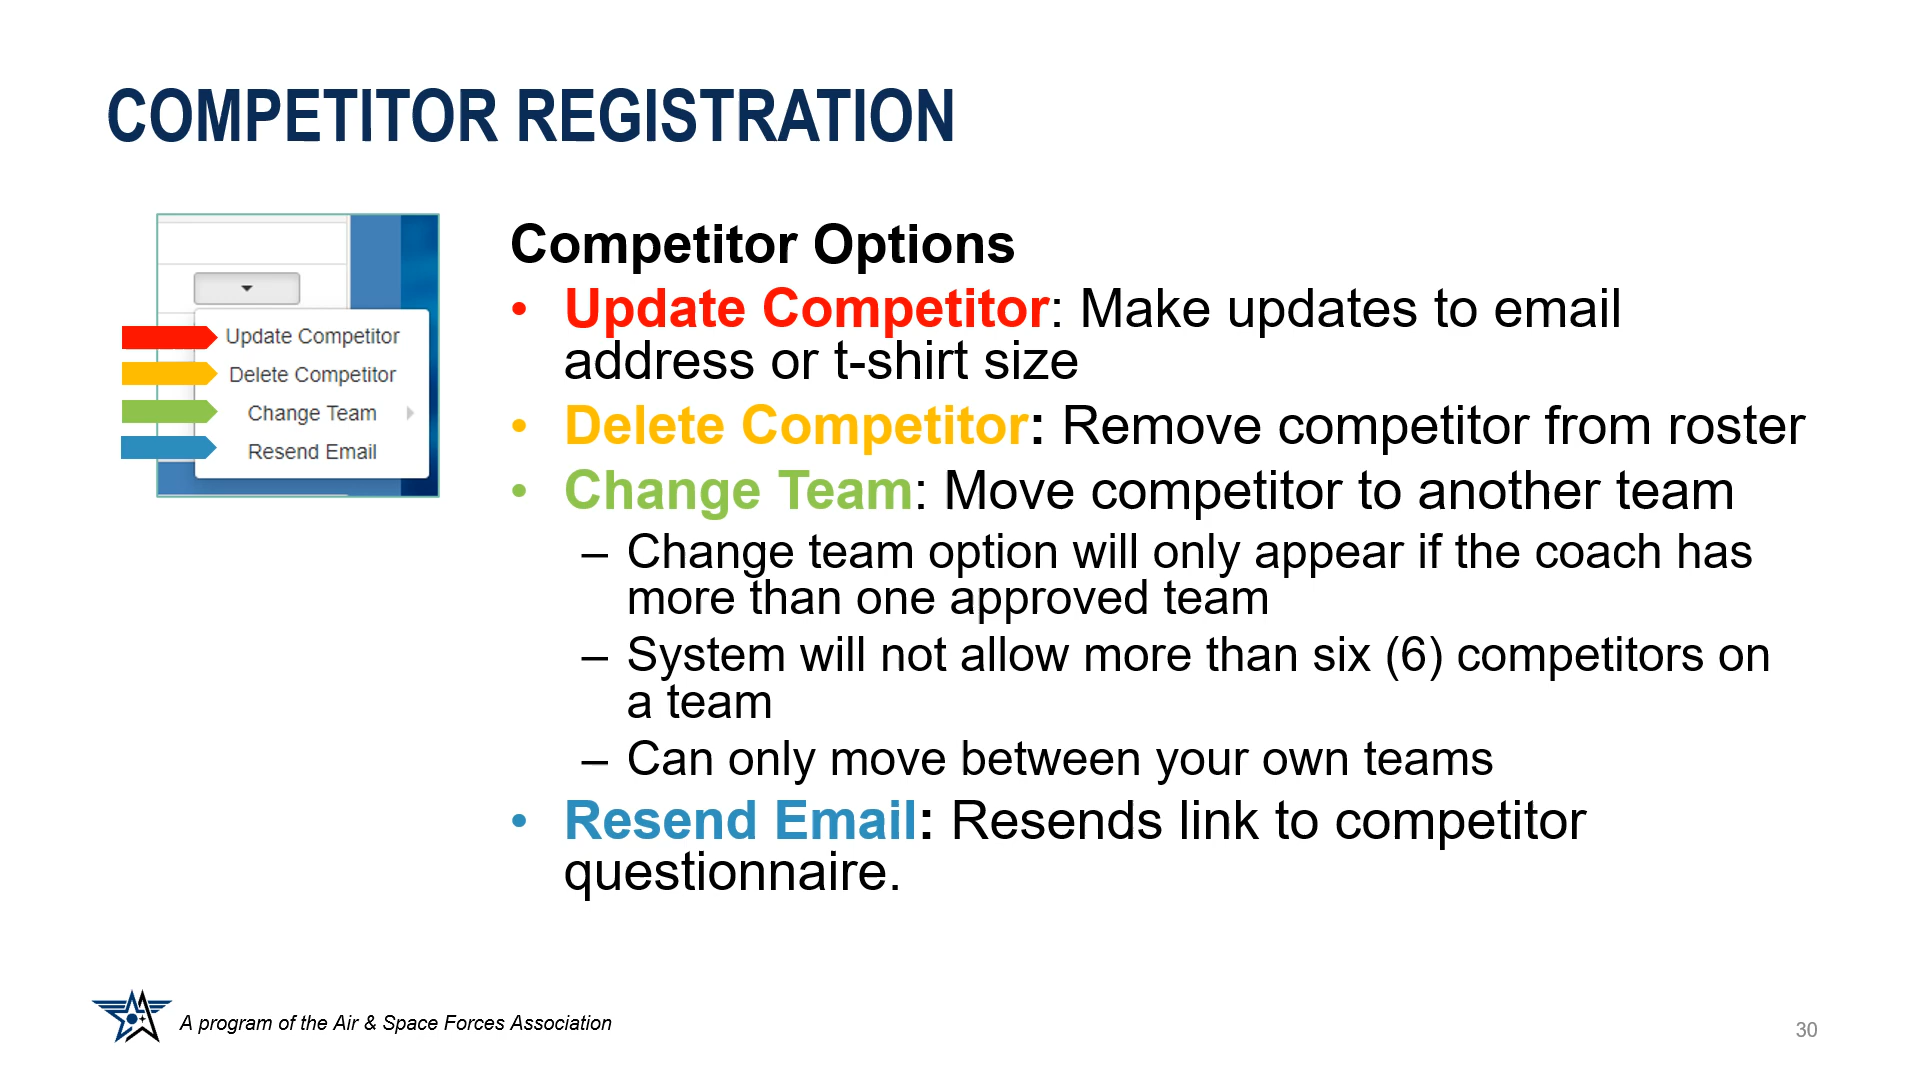 COMPETITOR REGISTRATION
Update Competitor
Delete Competitor
Change Team
Resend Email
Competitor Options
• Update Competitor: Make updates to email
address or t-shirt size
• Delete Competitor: Remove competitor from roster
• Change Team: Move competitor to another team
– Change team option will only appear if the coach has
more than one approved team
– System will not allow more than six (6) competitors on
a team
– Can only move between your own teams
• Resend Email: Resends link to competitor
questionnaire.
A program of the Air & Space Forces Association
30